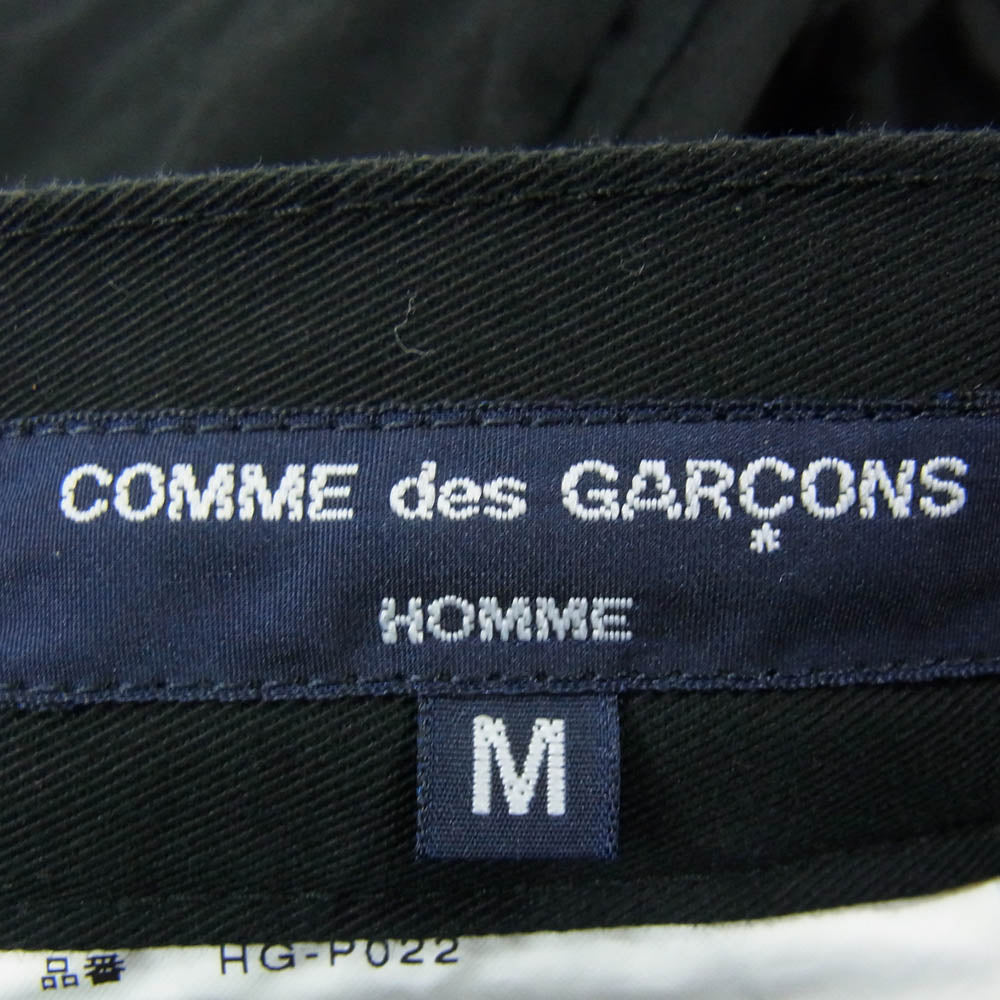 COMME des GARÇONS
HOMME
M
品番 HG-P022